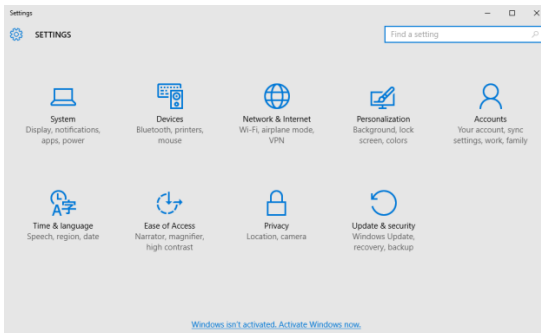 Settings
SETTINGS
Find a setting
System
Display, notifications,
apps, power
Devices
Bluetooth, printers,
mouse
Network & Internet
Wi-Fi, airplane mode,
VPN
Personalization
Background, lock
screen, colors
Accounts
Your account, sync
settings, work, family
A字
Time & language
Speech, region, date
Ease of Access
Narrator, magnifier,
high contrast
Privacy
Location, camera
Update & security
Windows Update,
recovery, backup
Windows isn't activated. Activate Windows now.